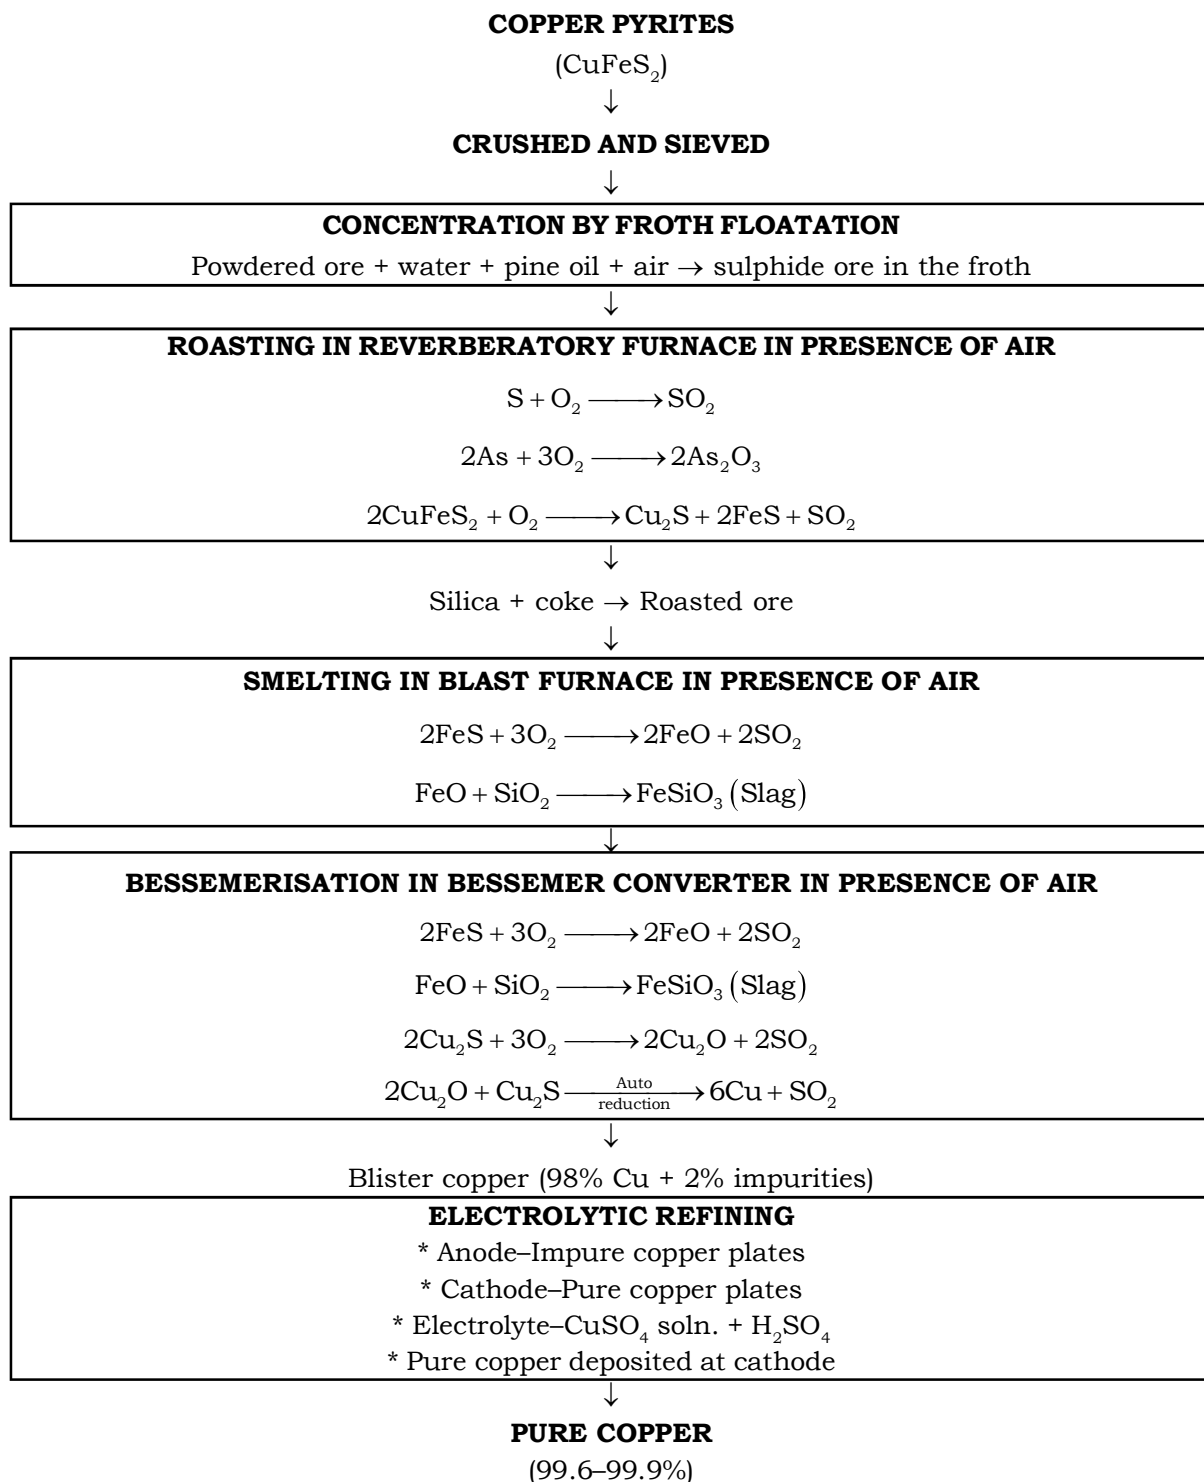 COPPER PYRITES
(CuFeS₂)
↓
CRUSHED AND SIEVED
↓
CONCENTRATION BY FROTH FLOATATION
Powdered ore + water + pine oil + air → sulphide ore in the froth
↓
ROASTING IN REVERBERATORY FURNACE IN PRESENCE OF AIR
S + O₂ ⟶ SO₂
2As + 3O₂ ⟶ 2As₂O₃
2CuFeS₂ + O₂ ⟶ Cu₂S + 2FeS + SO₂
↓
Silica + coke → Roasted ore
↓
SMELTING IN BLAST FURNACE IN PRESENCE OF AIR
2FeS + 3O₂ ⟶ 2FeO + 2SO₂
FeO + SiO₂ ⟶ FeSiO₃ (Slag)
↓
BESSEMERISATION IN BESSEMER CONVERTER IN PRESENCE OF AIR
2FeS + 3O₂ ⟶ 2FeO + 2SO₂
FeO + SiO₂ ⟶ FeSiO₃ (Slag)
2Cu₂S + 3O₂ ⟶ 2Cu₂O + 2SO₂
2Cu₂O + Cu₂S ⟶ Auto reduction 6Cu + SO₂
↓
Blister copper (98% Cu + 2% impurities)
ELECTROLYTIC REFINING
* Anode–Impure copper plates
* Cathode–Pure copper plates
* Electrolyte–CuSO₄ soln. + H₂SO₄
* Pure copper deposited at cathode
↓
PURE COPPER
(99.6–99.9%)